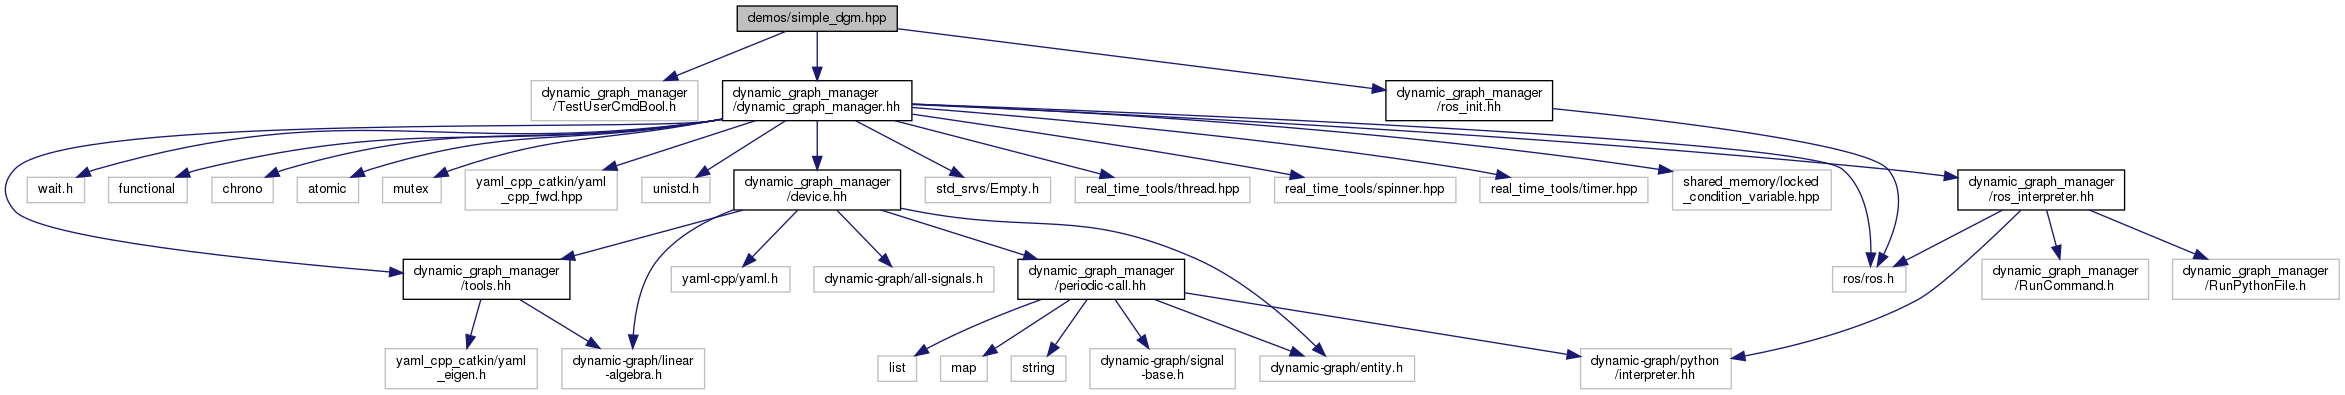 demos/simple_dgm.hpp
dynamic_graph_manager
/TestUserCmdBool.h
dynamic_graph_manager
/dynamic_graph_manager.hh
dynamic_graph_manager
/ros_init.hh
wait.h
functional
chrono
atomic
mutex
yaml_cpp_catkin/yaml
_cpp_fwd.hpp
unistd.h
dynamic_graph_manager
/device.hh
std_srvs/Empty.h
real_time_tools/thread.hpp
real_time_tools/spinner.hpp
real_time_tools/timer.hpp
shared_memory/locked
_condition_variable.hpp
dynamic_graph_manager
/ros_interpreter.hh
dynamic_graph_manager
/tools.hh
yaml-cpp/yaml.h
dynamic-graph/all-signals.h
dynamic_graph_manager
/periodic-call.hh
ros/ros.h
dynamic_graph_manager
/RunCommand.h
dynamic_graph_manager
/RunPythonFile.h
yaml_cpp_catkin/yaml
_eigen.h
dynamic-graph/linear
-algebra.h
list
map
string
dynamic-graph/signal
-base.h
dynamic-graph/entity.h
dynamic-graph/python
/interpreter.hh